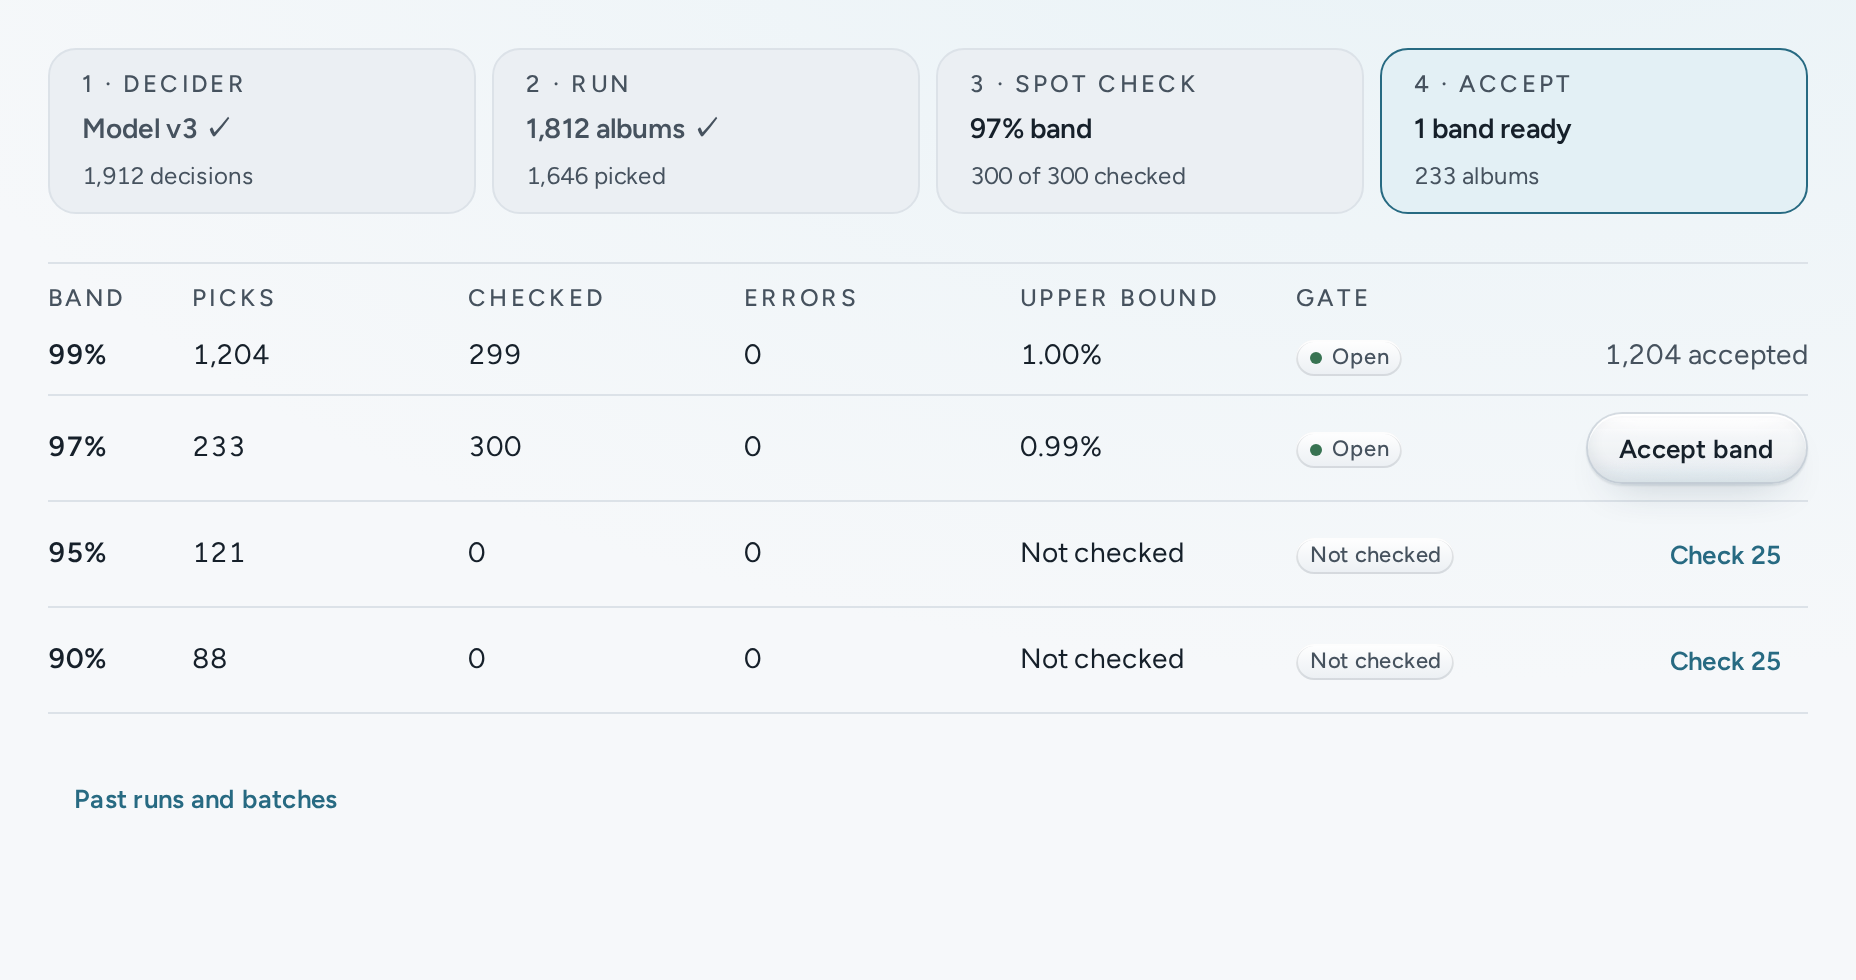 1 · DECIDER
Model v3 ✓
1,912 decisions
2 · RUN
1,812 albums ✓
1,646 picked
3 · SPOT CHECK
97% band
300 of 300 checked
4 · ACCEPT
1 band ready
233 albums
BAND PICKS CHECKED ERRORS UPPER BOUND GATE
99% 1,204 299 0 1.00% Open 1,204 accepted
97% 233 300 0 0.99% Open Accept band
95% 121 0 0 Not checked Not checked Check 25
90% 88 0 0 Not checked Not checked Check 25
Past runs and batches